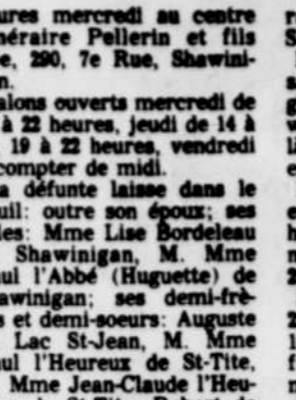 ures mercredi au centre
néraire Pellerin et fils
e, 290, 7e Rue, Shawini-
n.
alons ouverts mercredi de
à 22 heures, jeudi de 14 à
19 à 22 heures, vendredi
compter de midi.
a défunte laisse dans le
uil: outre son époux; ses
les: Mme Lise Bordeleau
Shawinigan, M. Mme
ul l'Abbé (Huguette) de
awinigan; ses demi-frè-
s et demi-soeurs: Auguste
Lac St-Jean, M. Mme
ul l'Heureux de St-Tite,
Mme Jean-Claude l'Heu-